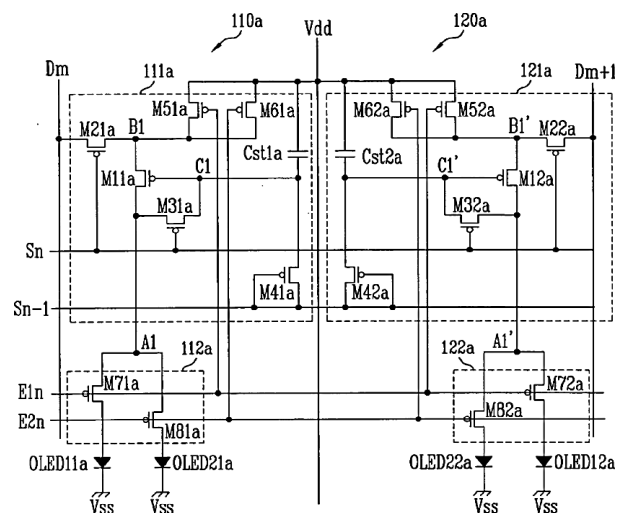 110a
Vdd
120a
Dm
111a
121a
Dm+1
M51a
M61a
M62a
M52a
M21a
B1
B1'
M22a
Cst1a
Cst2a
M11a
C1
C1'
M12a
M31a
M32a
Sn
M41a
M42a
Sn-1
A1
112a
A1'
122a
M71a
M72a
E1n
M82a
E2n
M81a
OLED11a
OLED21a
OLED22a
OLED12a
Vss
Vss
Vss
Vss